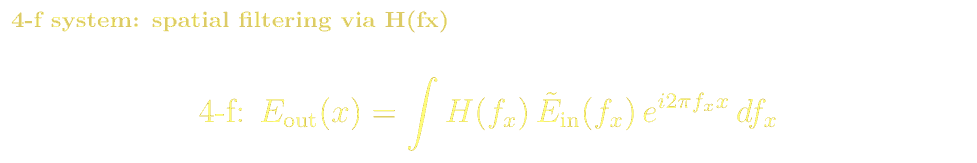 4-f system: spatial filtering via H(fx)
4-f: E_out(x) = ∫ H(f_x) Ẽ_in(f_x) e^{i2πf_x x} df_x